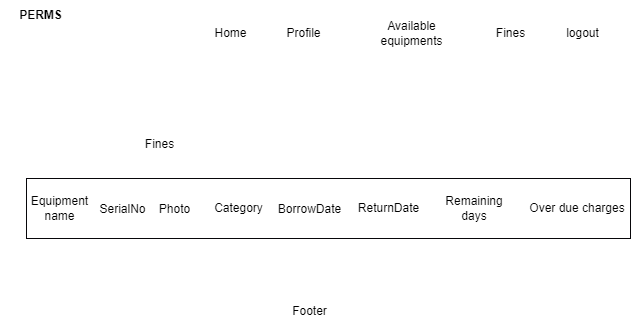 PERMS
Home Profile Available equipments Fines logout
Fines
Equipment name SerialNo Photo Category BorrowDate ReturnDate Remaining days Over due charges
Footer